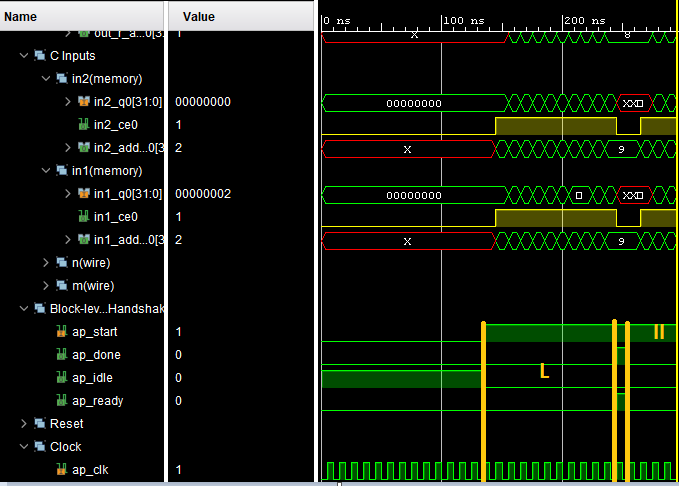 Name
Value
0 ns
100 ns
200 ns
out_r_a...0[3:
1
X
8
C Inputs
in2(memory)
in2_q0[31:0]
00000000
00000000
XX
in2_ce0
1
in2_add...0[3
2
X
9
in1(memory)
in1_q0[31:0]
00000002
00000000
XX
in1_ce0
1
in1_add...0[3
2
X
9
n(wire)
m(wire)
Block-lev...Handshak
ap_start
1
II
ap_done
0
ap_idle
0
L
ap_ready
0
Reset
Clock
ap_clk
1